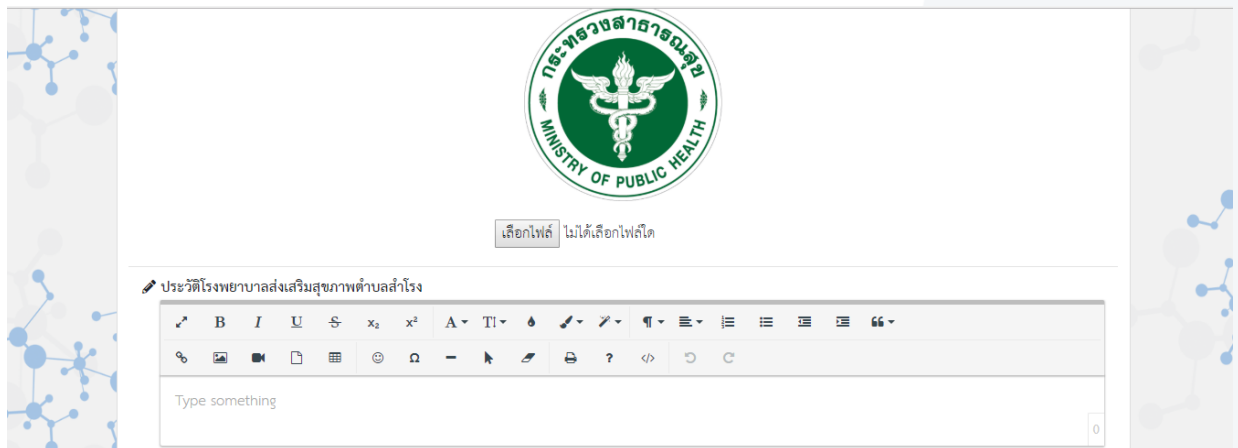 กระทรวงสาธารณสุข
MINISTRY OF PUBLIC HEALTH
เลือกไฟล์ ไม่ได้เลือกไฟล์ใด
ประวัติโรงพยาบาลส่งเสริมสุขภาพตำบลสำโรง
B I U S x₂ x² A TI ¶ 66
Ω ? </>
Type something
0